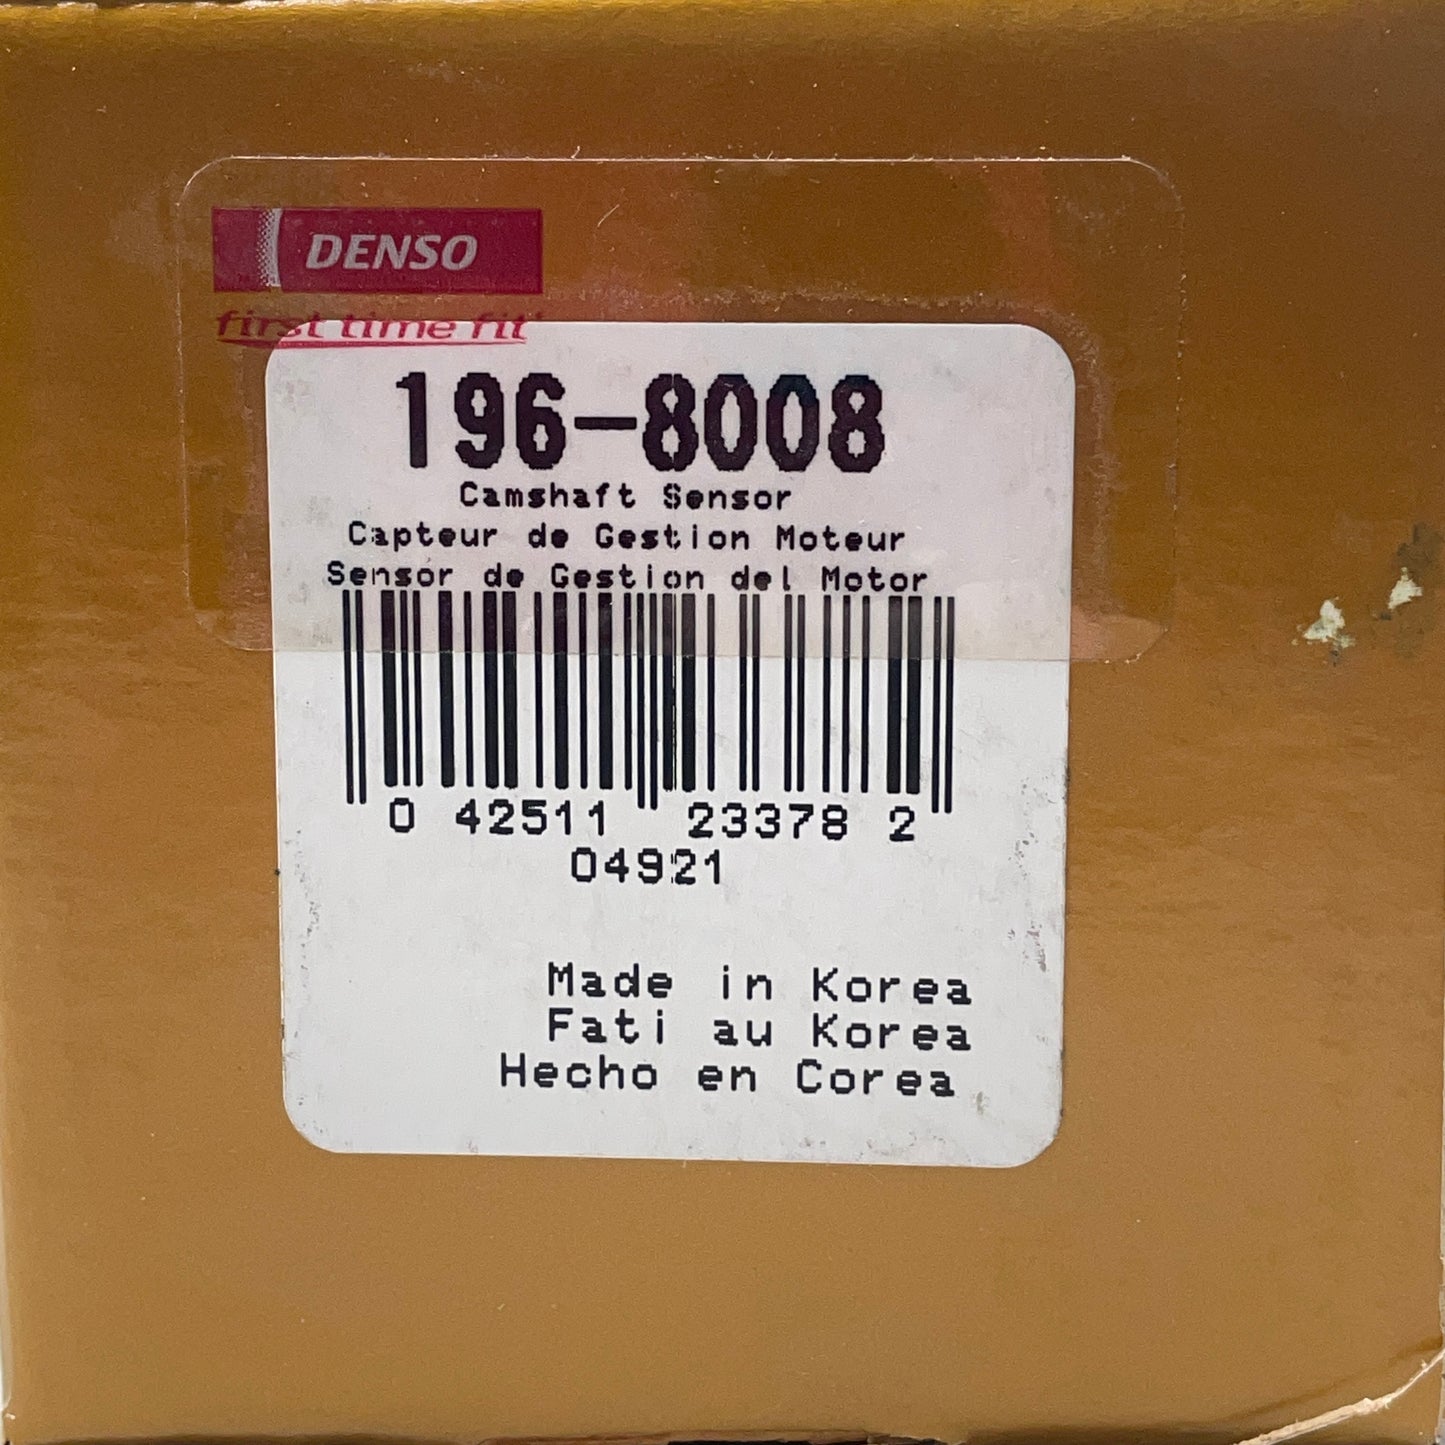 DENSO
first time fit
196-8008
Camshaft Sensor
Capteur de Gestion Moteur
Sensor de Gestion del Motor
0 42511 23378 2
04921
Made in Korea
Fati au Korea
Hecho en Corea